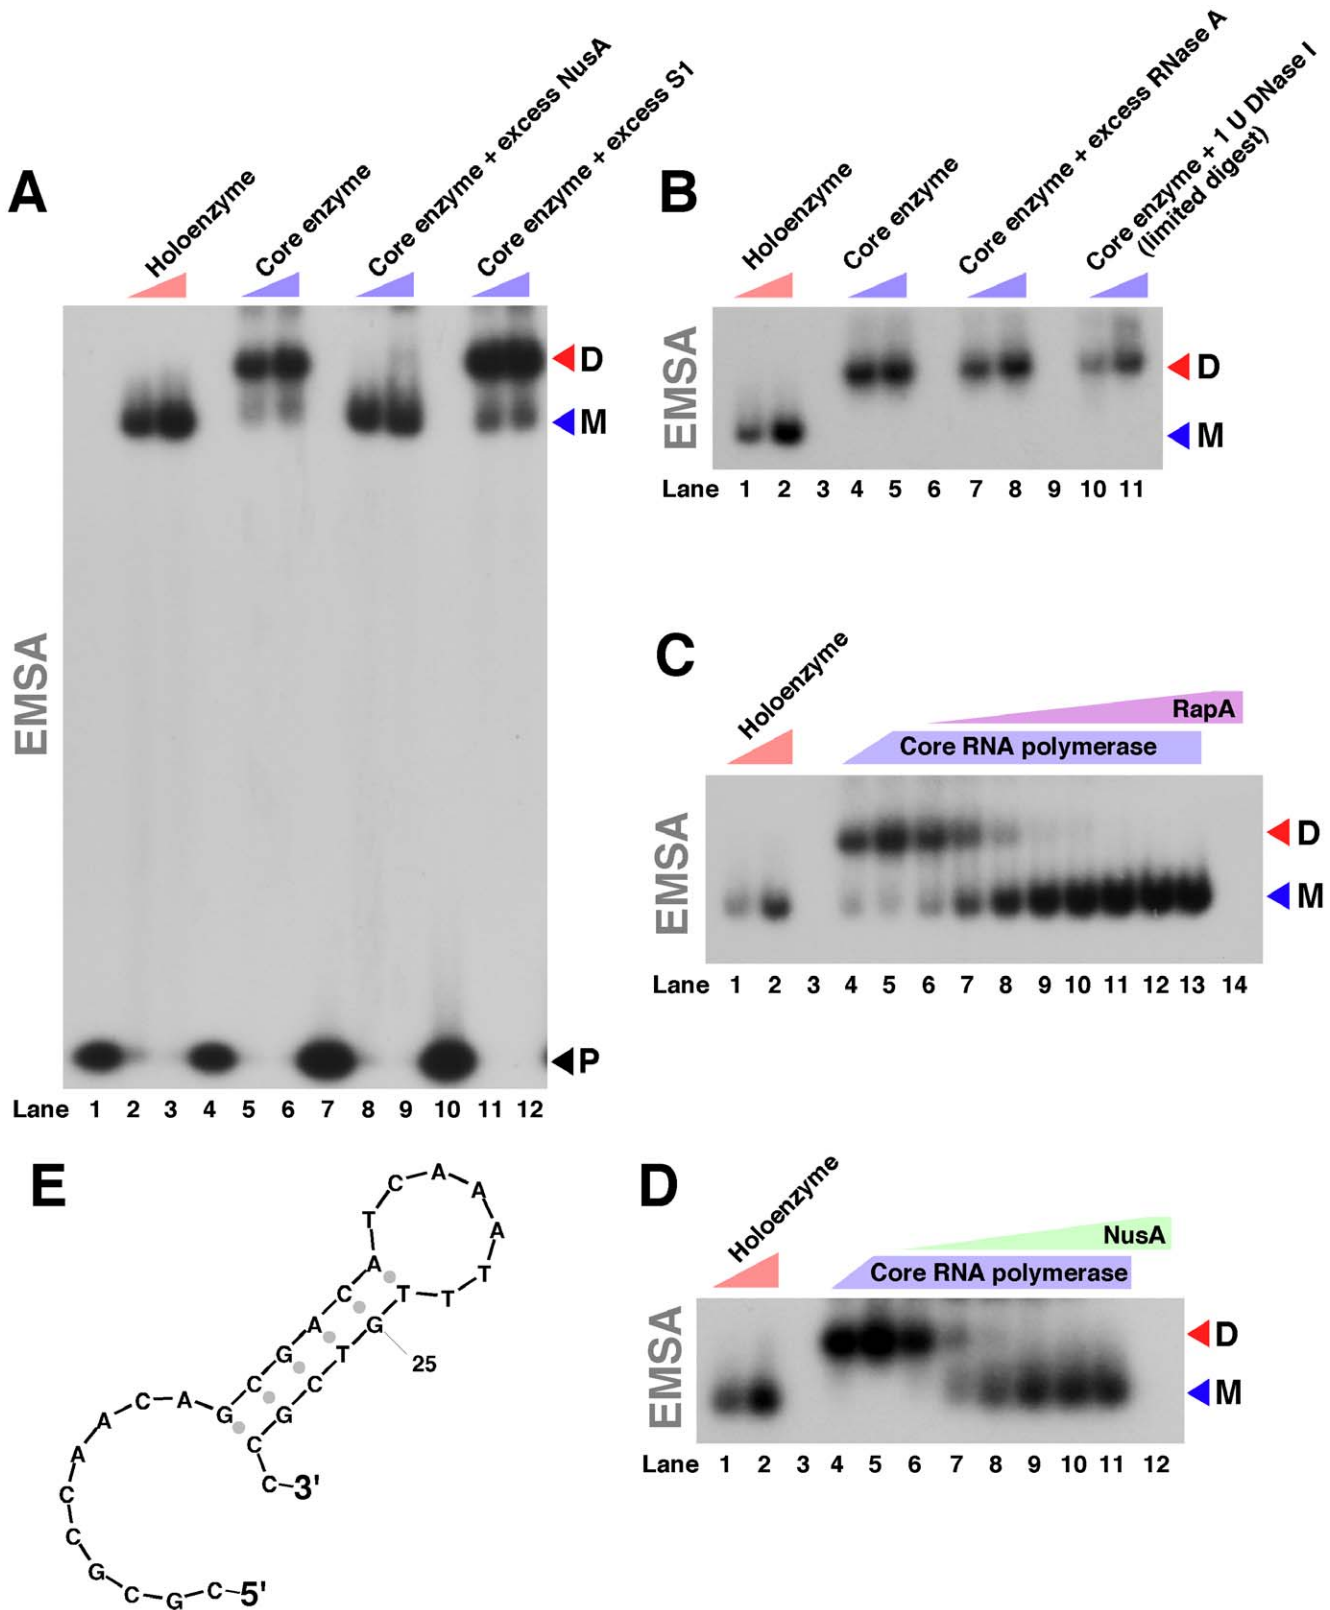 A
Holoenzyme
Core enzyme
Core enzyme + excess NusA
Core enzyme + excess S1
EMSA
D
M
P
Lane 1 2 3 4 5 6 7 8 9 10 11 12
B
Holoenzyme
Core enzyme
Core enzyme + excess RNase A
Core enzyme + 1 U DNase I
(limited digest)
EMSA
D
M
Lane 1 2 3 4 5 6 7 8 9 10 11
C
Holoenzyme
RapA
Core RNA polymerase
EMSA
D
M
Lane 1 2 3 4 5 6 7 8 9 10 11 12 13 14
E
5'
C G C G C C A A C A G C G A C A T C A A A T T T G T C G C C
3'
25
D
Holoenzyme
NusA
Core RNA polymerase
EMSA
D
M
Lane 1 2 3 4 5 6 7 8 9 10 11 12